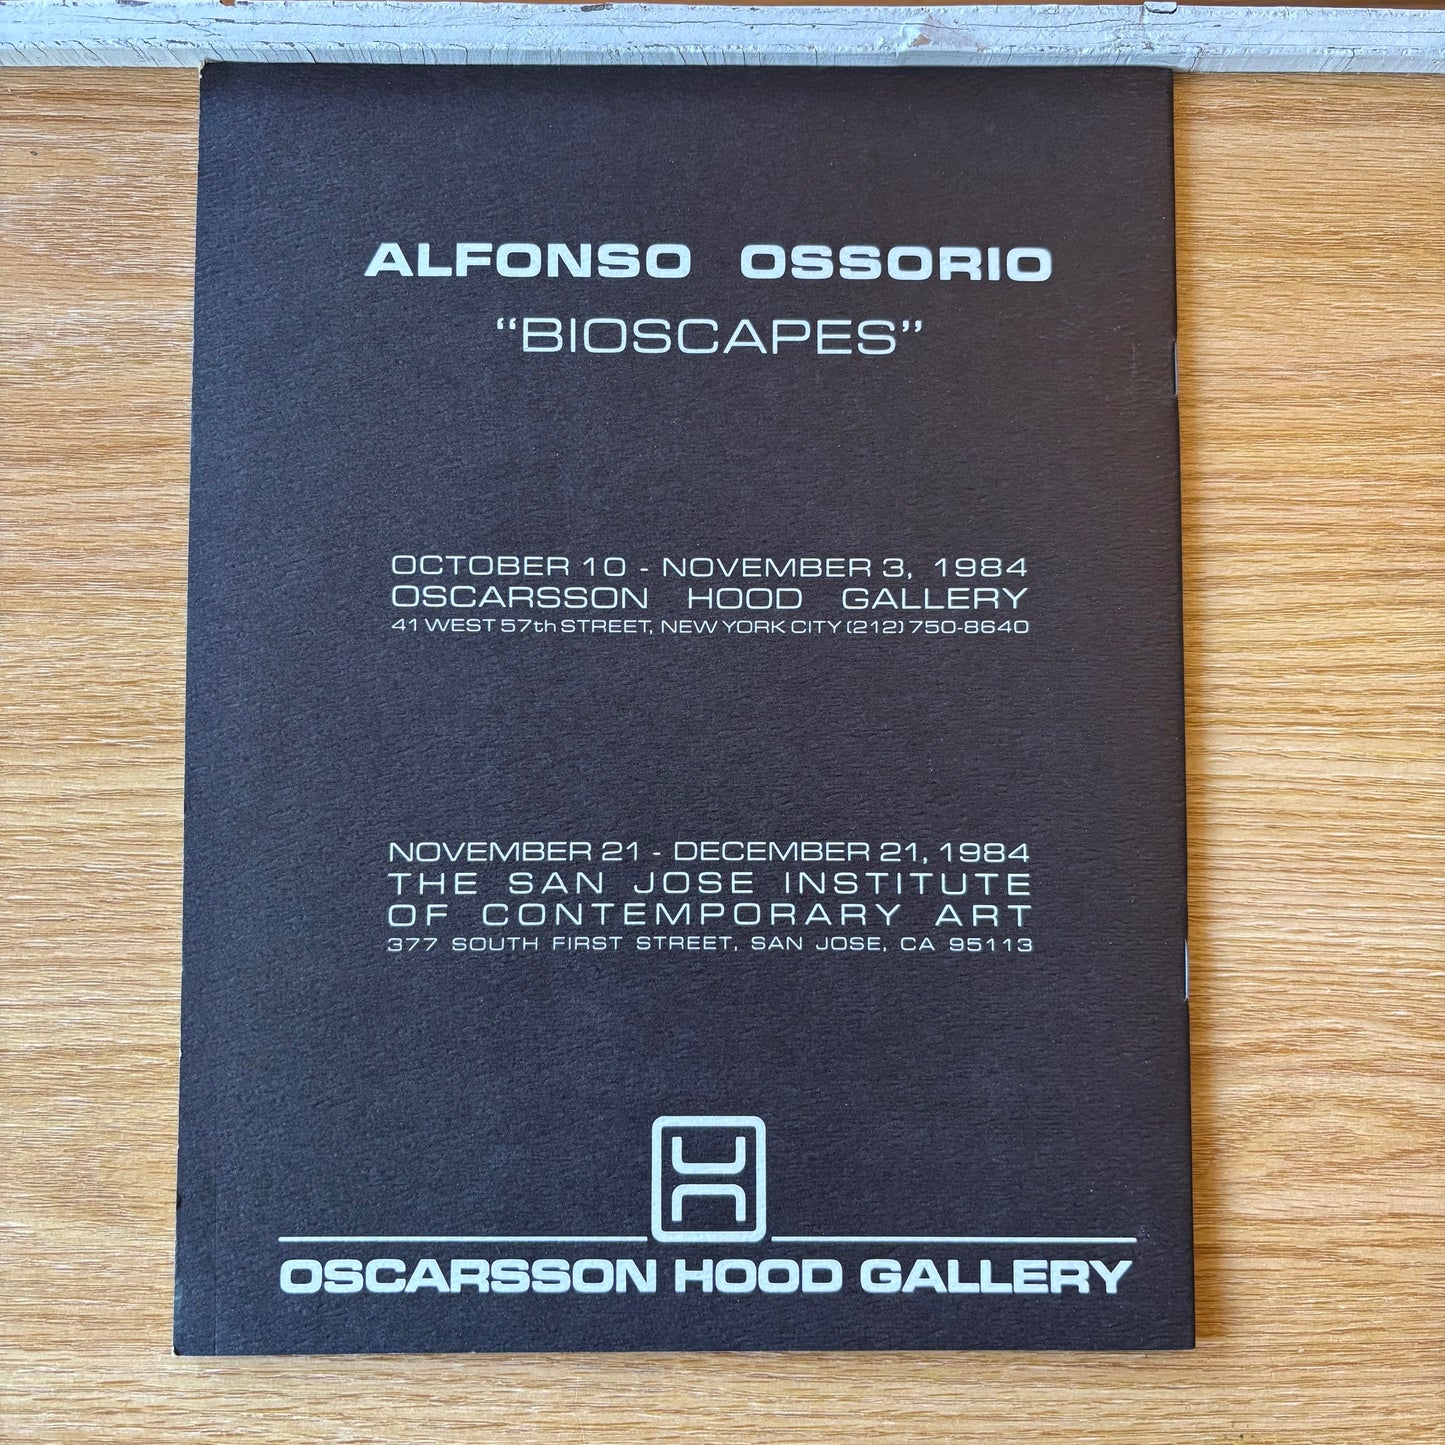 ALFONSO OSSORIO
“BIOSCAPES”
OCTOBER 10 - NOVEMBER 3, 1984
OSCARSSON HOOD GALLERY
41 WEST 57th STREET, NEW YORK CITY (212) 750-8640
NOVEMBER 21 - DECEMBER 21, 1984
THE SAN JOSE INSTITUTE
OF CONTEMPORARY ART
377 SOUTH FIRST STREET, SAN JOSE, CA 95113
OSCARSSON HOOD GALLERY